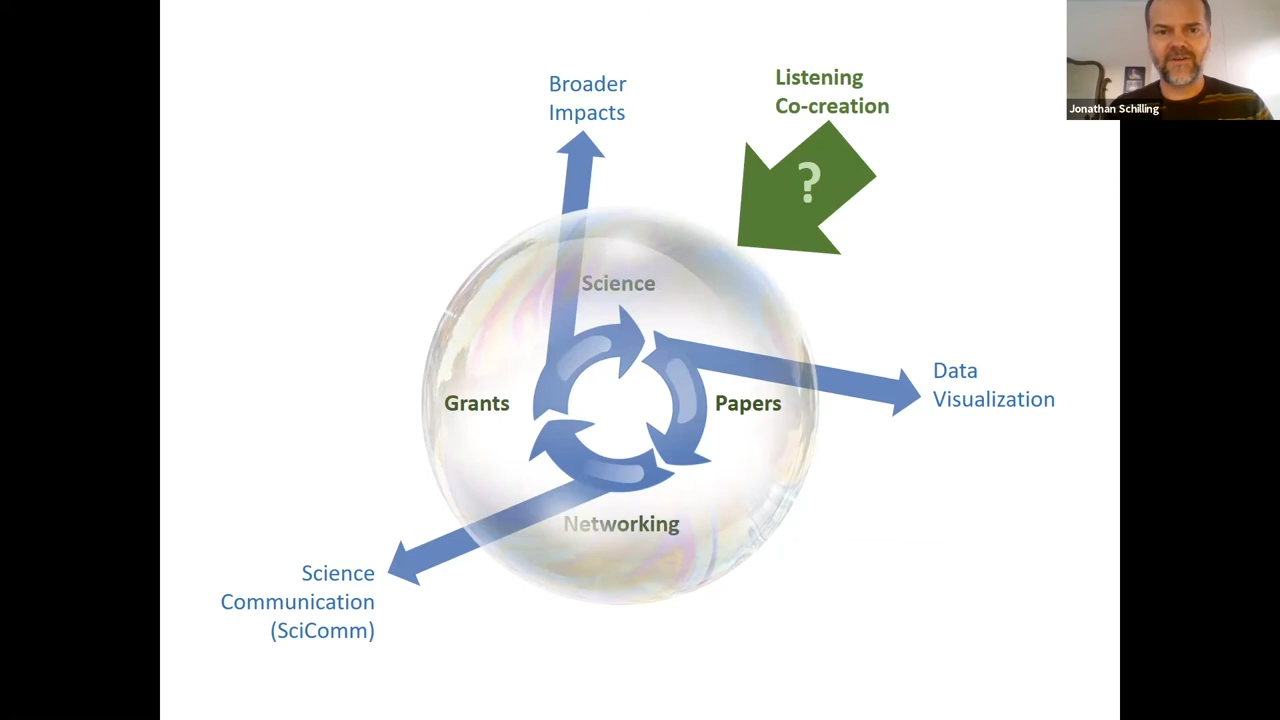 Broader
Impacts
Listening
Co-creation
?
Jonathan Schilling
Science
Grants
Papers
Data
Visualization
Networking
Science
Communication
(SciComm)